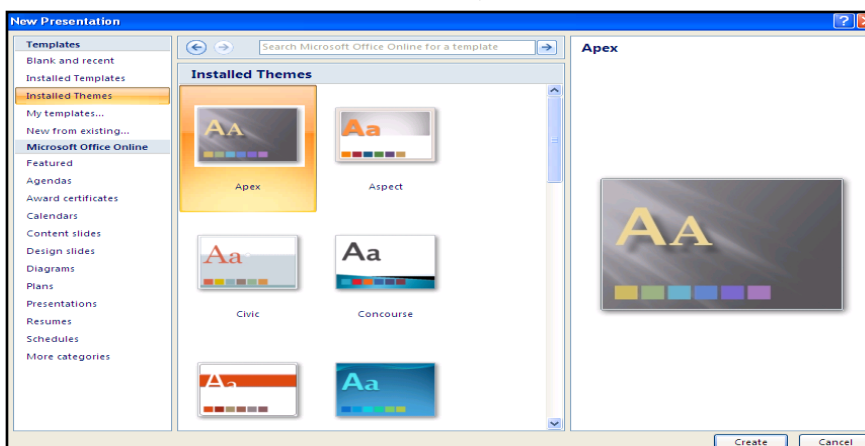 New Presentation
Templates
Blank and recent
Installed Templates
Installed Themes
My templates...
New from existing...
Microsoft Office Online
Featured
Agendas
Award certificates
Calendars
Content slides
Design slides
Diagrams
Plans
Presentations
Resumes
Schedules
More categories
Search Microsoft Office Online for a template
Installed Themes
AA
Apex
Aa
Aspect
Aa
Civic
Aa
Concourse
Aa
Aa
Apex
AA
Create
Cancel